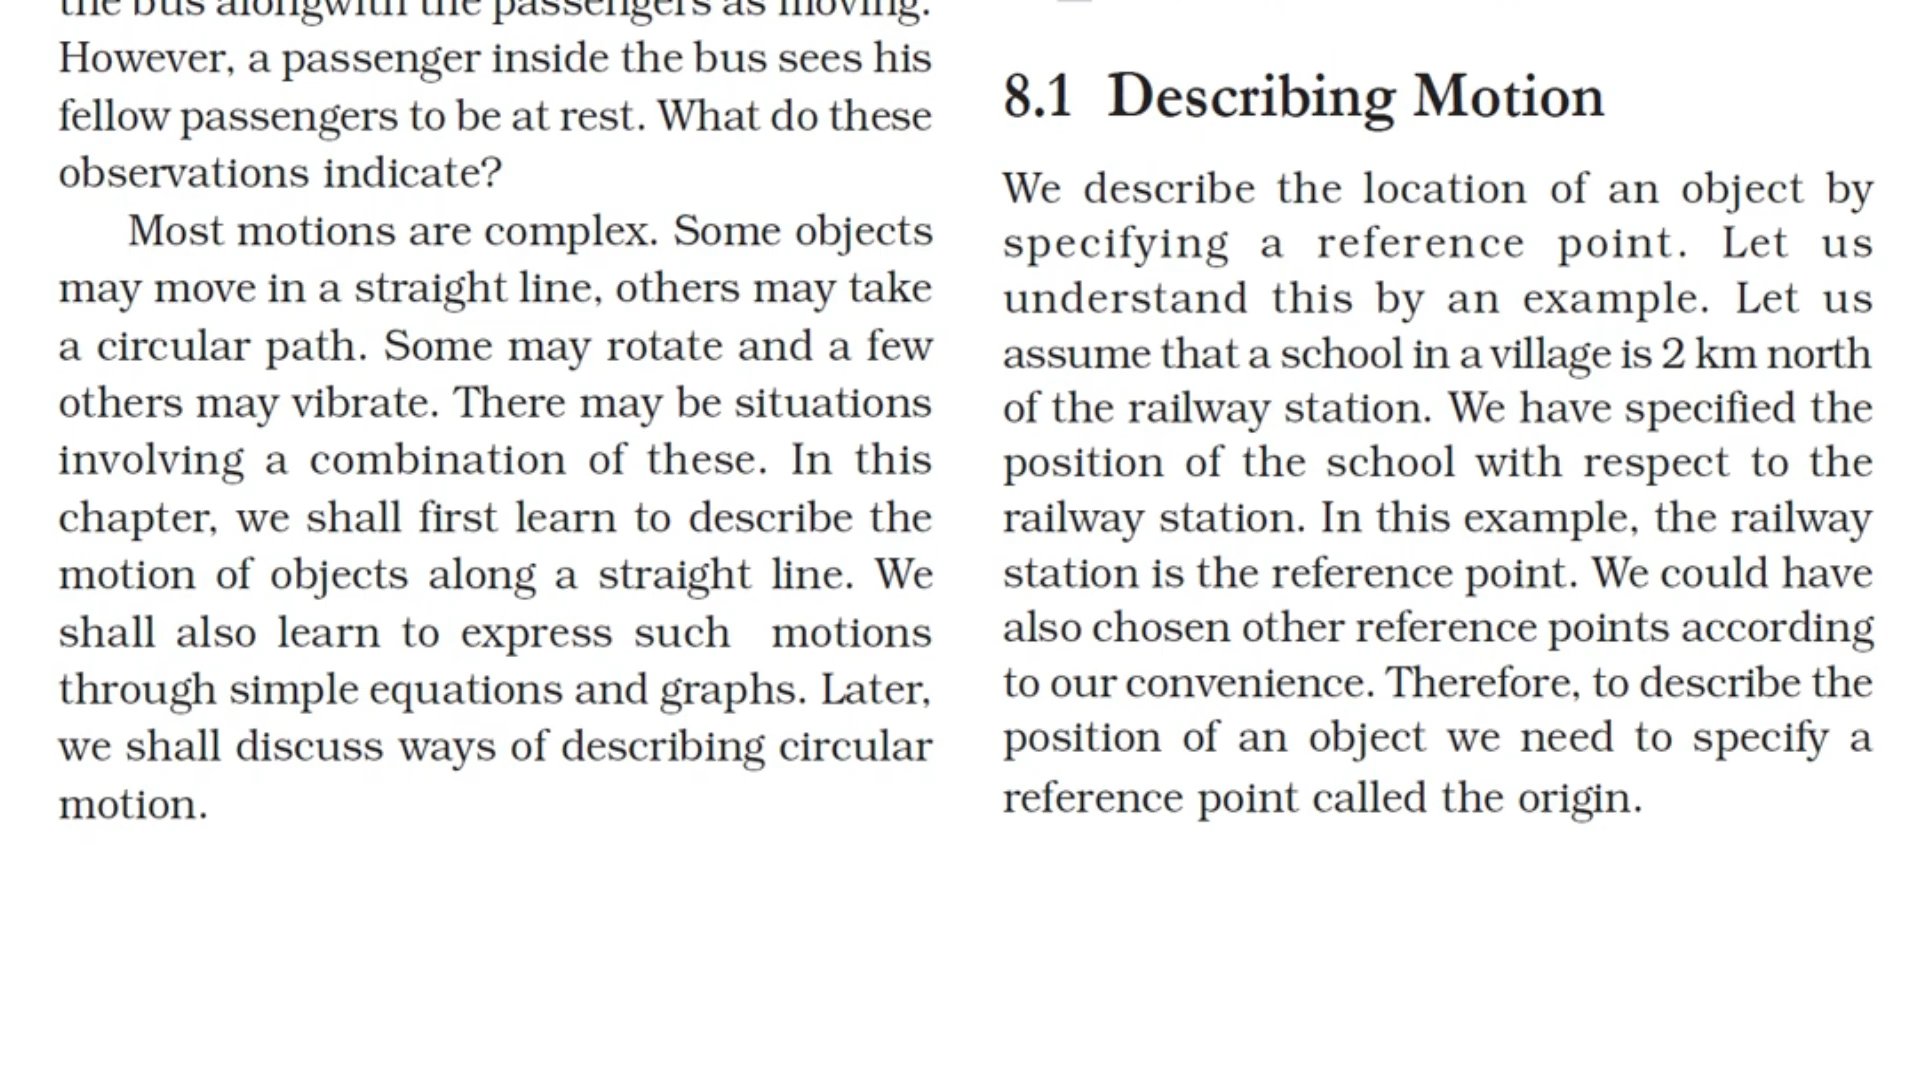 the bus alongwith the passengers as moving.
However, a passenger inside the bus sees his
fellow passengers to be at rest. What do these
observations indicate?
Most motions are complex. Some objects
may move in a straight line, others may take
a circular path. Some may rotate and a few
others may vibrate. There may be situations
involving a combination of these. In this
chapter, we shall first learn to describe the
motion of objects along a straight line. We
shall also learn to express such motions
through simple equations and graphs. Later,
we shall discuss ways of describing circular
motion.
8.1 Describing Motion
We describe the location of an object by
specifying a reference point. Let us
understand this by an example. Let us
assume that a school in a village is 2 km north
of the railway station. We have specified the
position of the school with respect to the
railway station. In this example, the railway
station is the reference point. We could have
also chosen other reference points according
to our convenience. Therefore, to describe the
position of an object we need to specify a
reference point called the origin.